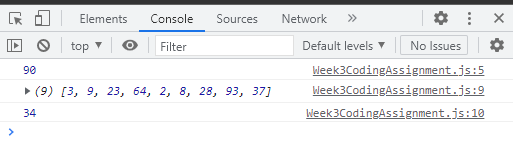 Elements Console Sources Network »
top ▼ Filter Default levels ▼ No Issues
90 Week3CodingAssignment.js:5
▶ (9) [3, 9, 23, 64, 2, 8, 28, 93, 37] Week3CodingAssignment.js:9
34 Week3CodingAssignment.js:10
>